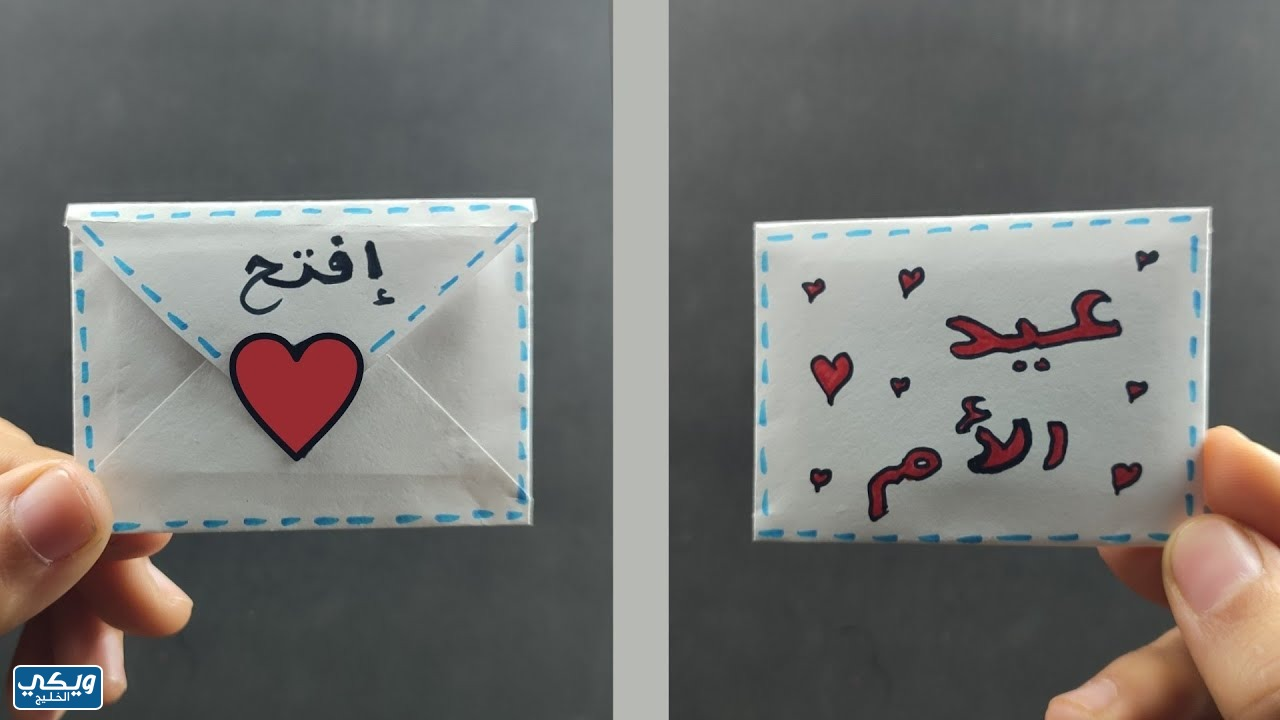 إفتح
عيد
الأم
ويكي
الخليج